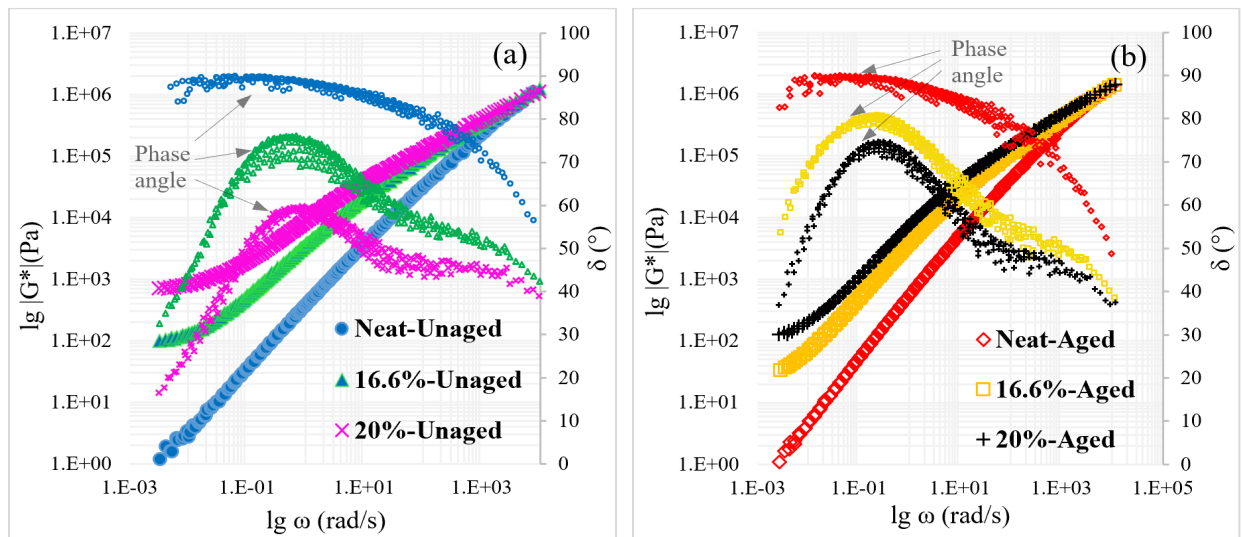 (a)
1.E+07
1.E+06
1.E+05
1.E+04
1.E+03
1.E+02
1.E+01
1.E+00
lg |G*|(Pa)
100
90
80
70
60
50
40
30
20
10
0
δ (°)
Phase
angle
Neat-Unaged
16.6%-Unaged
20%-Unaged
1.E-03
1.E-01
1.E+01
1.E+03
lg ω (rad/s)
(b)
1.E+07
1.E+06
1.E+05
1.E+04
1.E+03
1.E+02
1.E+01
1.E+00
lg |G*|(Pa)
100
90
80
70
60
50
40
30
20
10
0
δ (°)
Phase
angle
Neat-Aged
16.6%-Aged
20%-Aged
1.E-03
1.E-01
1.E+01
1.E+03
1.E+05
lg ω (rad/s)